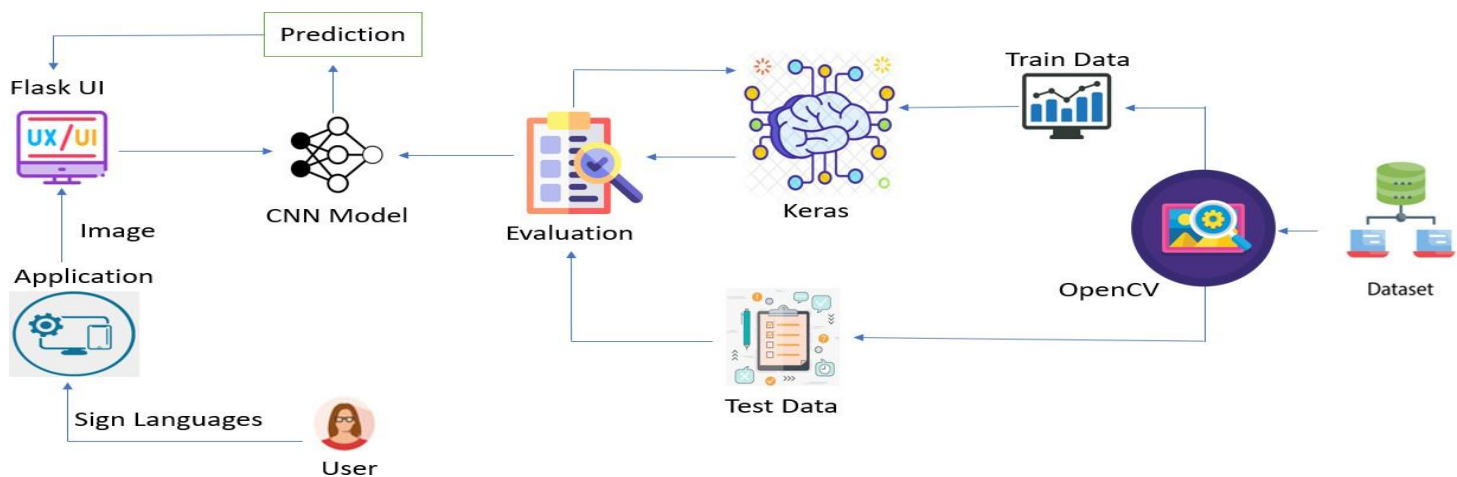 Prediction
Train Data
Flask UI
UX/UI
CNN Model
Keras
Image
Evaluation
Application
OpenCV
Dataset
Test Data
Sign Languages
User